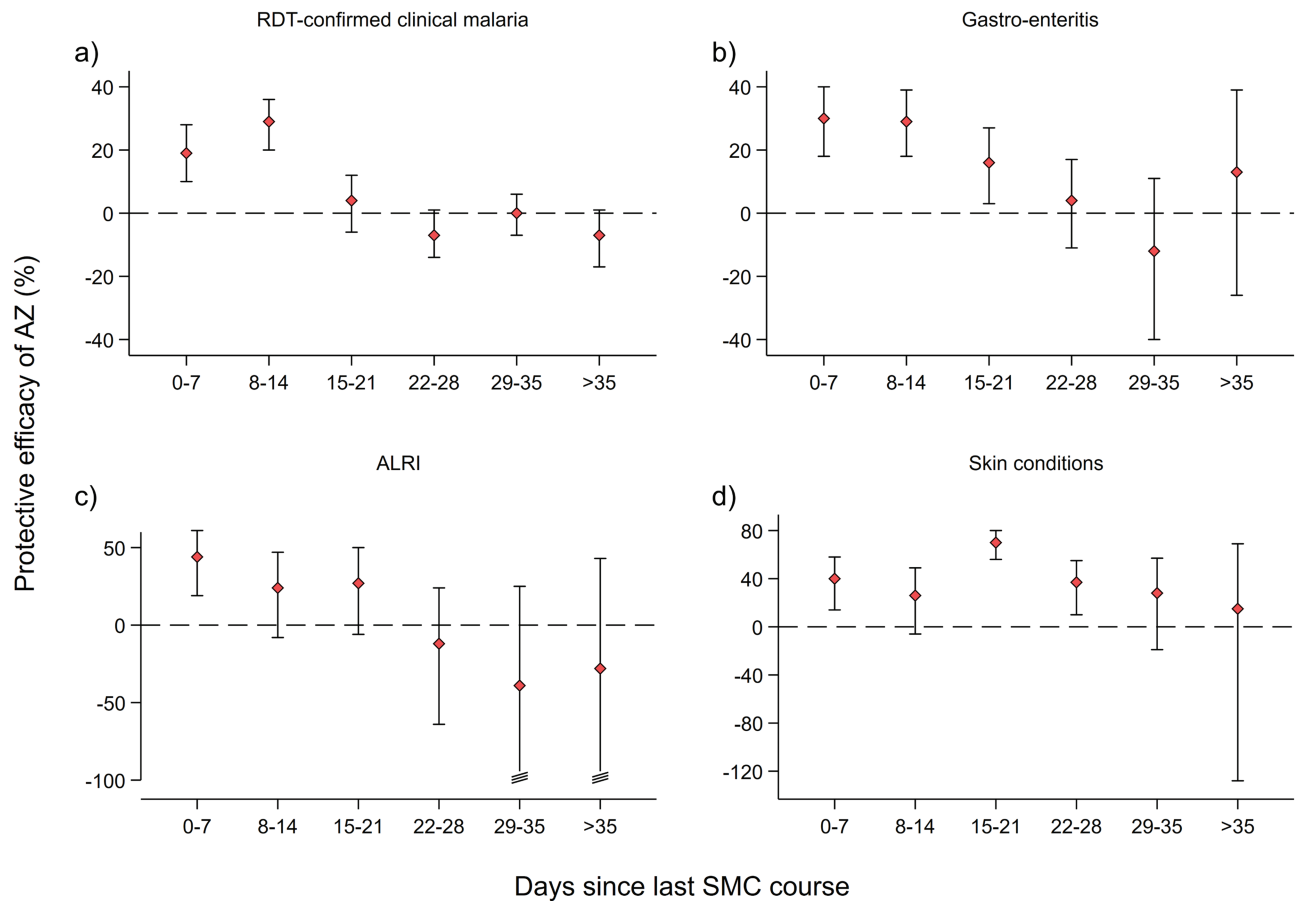 RDT-confirmed clinical malaria
a)
40
20
0
-20
-40
0-7 8-14 15-21 22-28 29-35 >35
Gastro-enteritis
b)
40
20
0
-20
-40
0-7 8-14 15-21 22-28 29-35 >35
Protective efficacy of AZ (%)
ALRI
c)
50
0
-50
-100
0-7 8-14 15-21 22-28 29-35 >35
Skin conditions
d)
80
40
0
-40
-80
-120
0-7 8-14 15-21 22-28 29-35 >35
Days since last SMC course